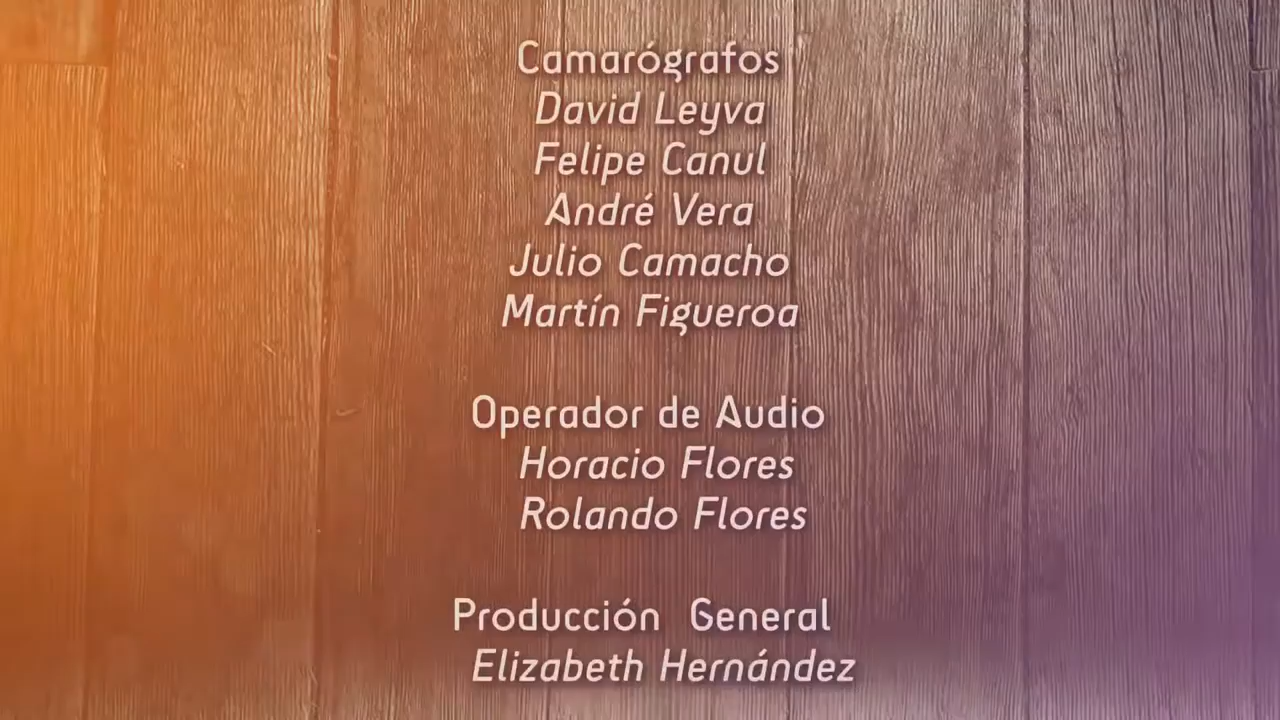 Camarógrafos
David Leyva
Felipe Canul
André Vera
Julio Camacho
Martín Figueroa
Operador de Audio
Horacio Flores
Rolando Flores
Producción General
Elizabeth Hernández